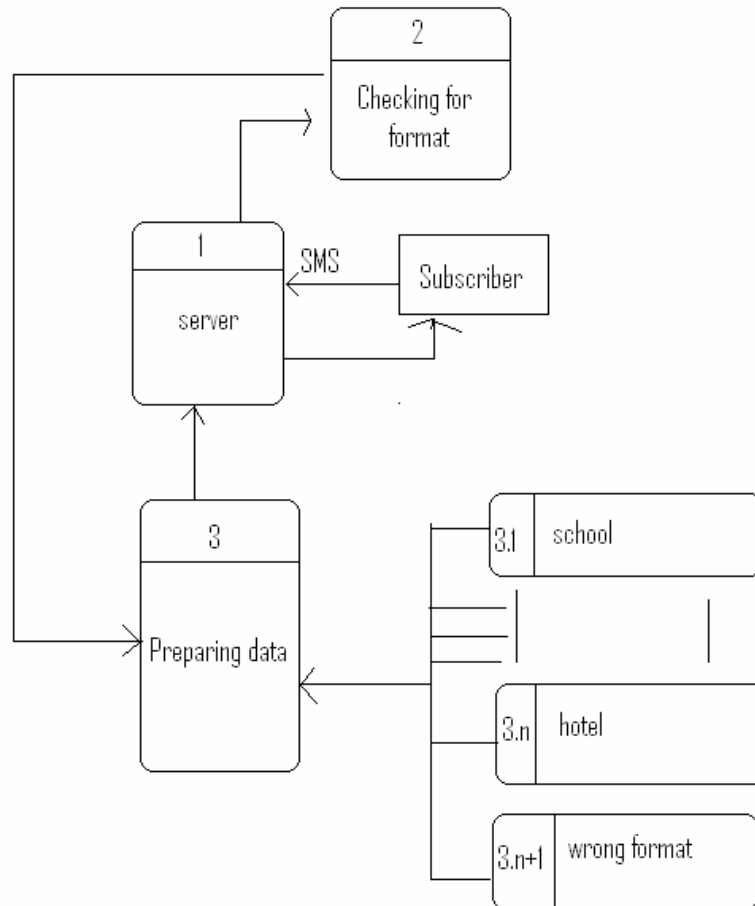 2
Checking for
format
1
server
SMS
Subscriber
3
Preparing data
3.1
school
3.n
hotel
3.n+1
wrong format